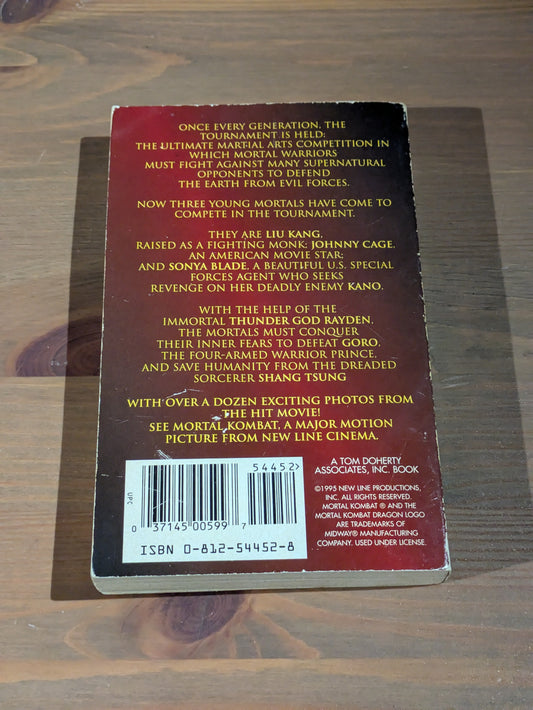 ONCE EVERY GENERATION, THE
TOURNAMENT IS HELD:
THE ULTIMATE MARTIAL ARTS COMPETITION IN
WHICH MORTAL WARRIORS
MUST FIGHT AGAINST MANY SUPERNATURAL
OPPONENTS TO DEFEND
THE EARTH FROM EVIL FORCES.
NOW THREE YOUNG MORTALS HAVE COME TO
COMPETE IN THE TOURNAMENT.
THEY ARE LIU KANG,
RAISED AS A FIGHTING MONK; JOHNNY CAGE,
AN AMERICAN MOVIE STAR;
AND SONYA BLADE, A BEAUTIFUL U.S. SPECIAL
FORCES AGENT WHO SEEKS
REVENGE ON HER DEADLY ENEMY KANO.
WITH THE HELP OF THE
IMMORTAL THUNDER GOD RAYDEN,
THE MORTALS MUST CONQUER
THEIR INNER FEARS TO DEFEAT GORO,
THE FOUR-ARMED WARRIOR PRINCE,
AND SAVE HUMANITY FROM THE DREADED
SORCERER SHANG TSUNG
WITH OVER A DOZEN EXCITING PHOTOS FROM
THE HIT MOVIE!
SEE MORTAL KOMBAT, A MAJOR MOTION
PICTURE FROM NEW LINE CINEMA.
54452>
UPC
0 37145 00599 7
ISBN 0-812-54452-8
A TOM DOHERTY
ASSOCIATES, INC. BOOK
©1995 NEW LINE PRODUCTIONS,
INC. ALL RIGHTS RESERVED.
MORTAL KOMBAT ® AND THE
MORTAL KOMBAT DRAGON LOGO
ARE TRADEMARKS OF
MIDWAY® MANUFACTURING
COMPANY. USED UNDER LICENSE.